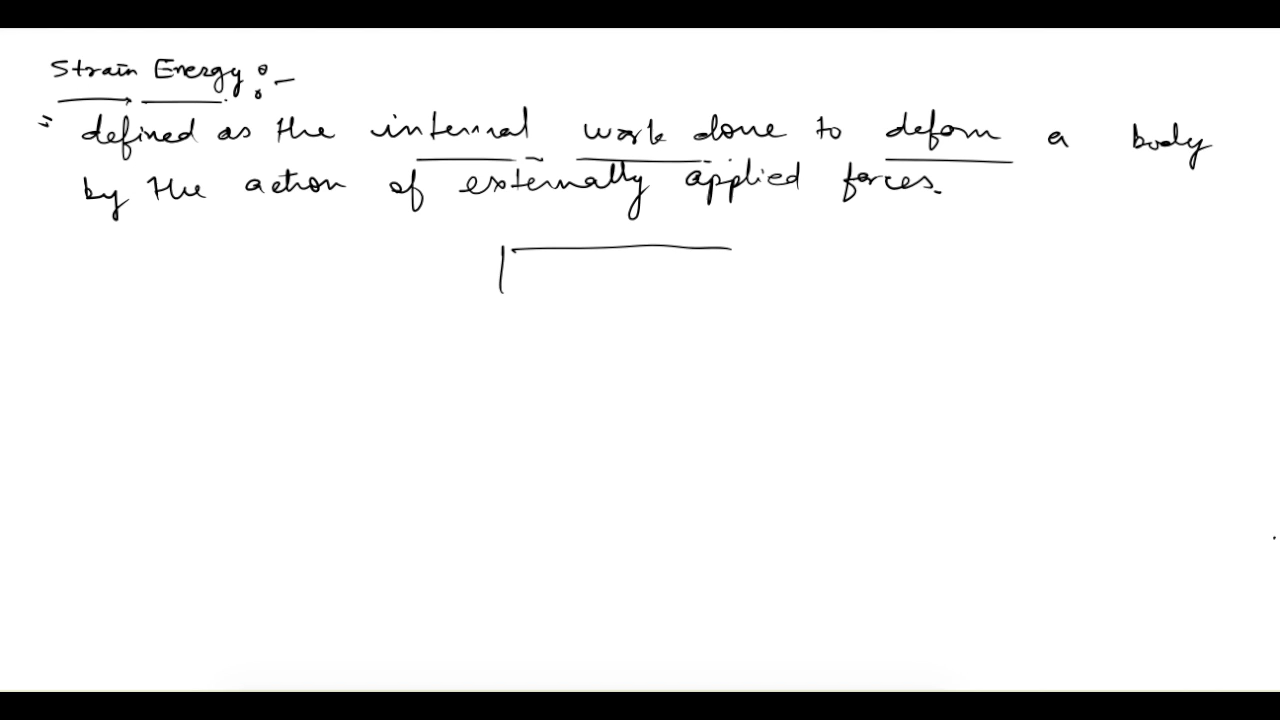 Strain Energy :-
= defined as the internal work done to deform a body
by the action of externally applied forces.